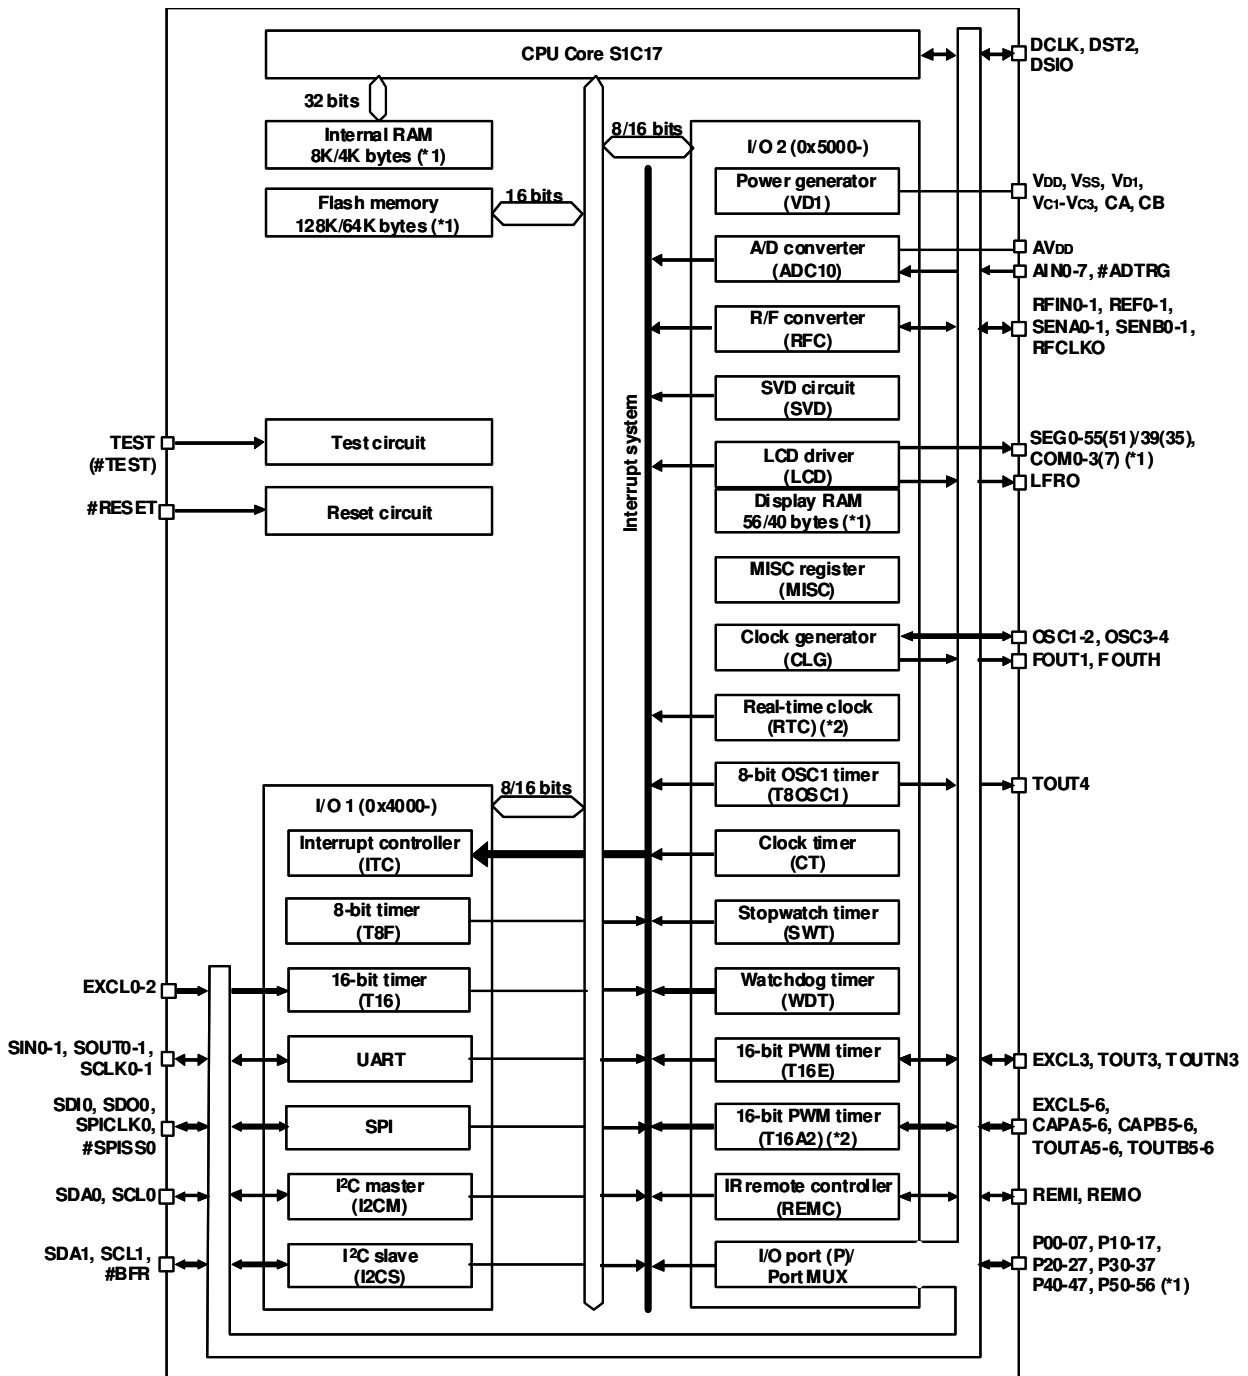 CPU Core S1C17
DCLK, DST2,
DSIO
32 bits
Internal RAM
8K/4K bytes (*1)
8/16 bits
I/O 2 (0x5000-)
Flash memory
128K/64K bytes (*1)
16 bits
Power generator
(VD1)
VDD, VSS, VD1,
VC1-VC3, CA, CB
A/D converter
(ADC10)
AVDD
AIN0-7, #ADTRG
R/F converter
(RFC)
RFIN0-1, REF0-1,
SENA0-1, SENB0-1,
RFCLKO
SVD circuit
(SVD)
Interrupt system
TEST
(#TEST)
Test circuit
LCD driver
(LCD)
SEG0-55(51)/39(35),
COM0-3(7) (*1)
LFRO
#RESET
Reset circuit
Display RAM
56/40 bytes (*1)
MISC register
(MISC)
Clock generator
(CLG)
OSC1-2, OSC3-4
FOUT1, FOUTH
Real-time clock
(RTC) (*2)
8-bit OSC1 timer
(T8OSC1)
TOUT4
I/O 1 (0x4000-)
8/16 bits
Interrupt controller
(ITC)
Clock timer
(CT)
8-bit timer
(T8F)
Stopwatch timer
(SWT)
EXCL0-2
16-bit timer
(T16)
Watchdog timer
(WDT)
SIN0-1, SOUT0-1,
SCLK0-1
UART
16-bit PWM timer
(T16E)
EXCL3, TOUT3, TOUTN3
SDI0, SDO0,
SPICLK0,
#SPISS0
SPI
16-bit PWM timer
(T16A2) (*2)
EXCL5-6,
CAPA5-6, CAPB5-6,
TOUTA5-6, TOUTB5-6
SDA0, SCL0
I²C master
(I2CM)
IR remote controller
(REMC)
REMI, REMO
SDA1, SCL1,
#BFR
I²C slave
(I2CS)
I/O port (P)/
Port MUX
P00-07, P10-17,
P20-27, P30-37
P40-47, P50-56 (*1)